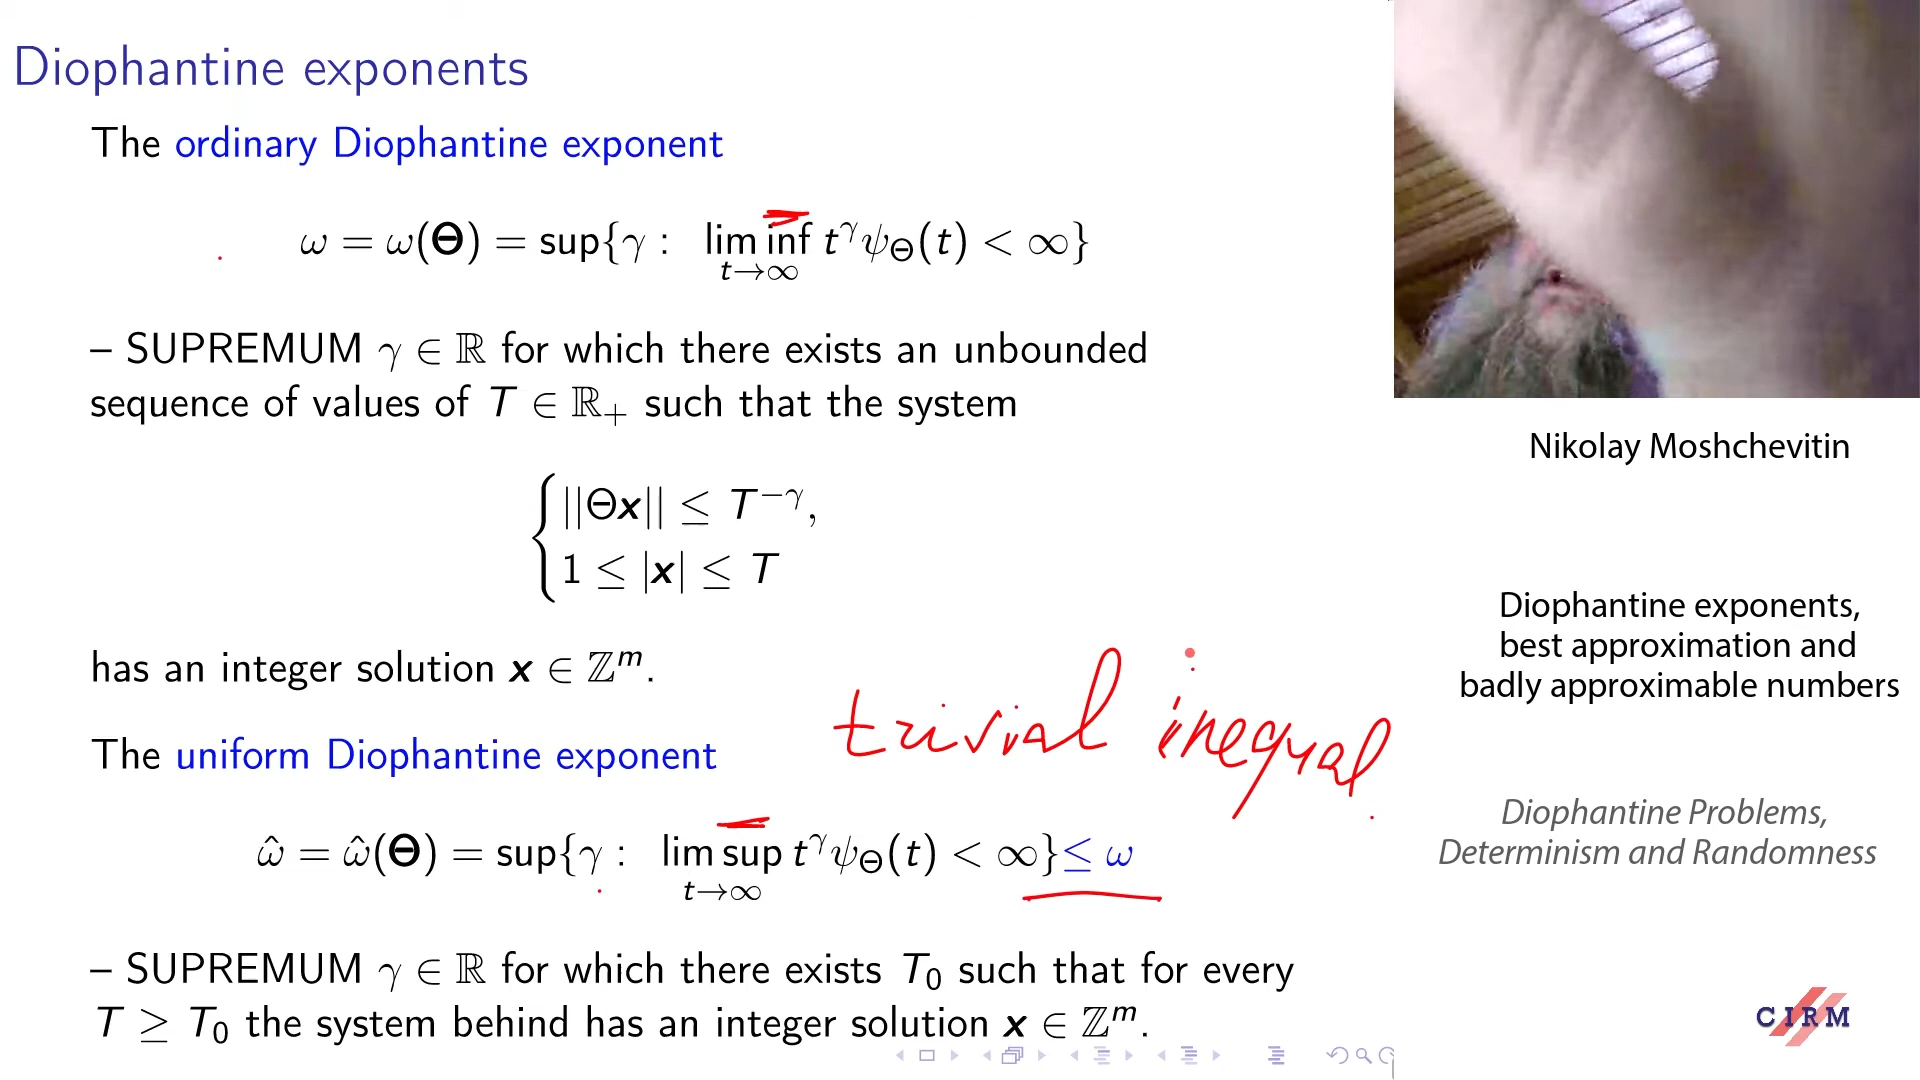 Diophantine exponents
The ordinary Diophantine exponent
ω = ω(Θ) = sup{γ : lim inf t^γ ψ_Θ(t) < ∞}
t→∞
– SUPREMUM γ ∈ ℝ for which there exists an unbounded
sequence of values of T ∈ ℝ₊ such that the system
||Θx|| ≤ T^−γ,
1 ≤ |x| ≤ T
has an integer solution x ∈ ℤ^m.
trivial inequal
The uniform Diophantine exponent
ω̂ = ω̂(Θ) = sup{γ : lim sup t^γ ψ_Θ(t) < ∞} ≤ ω
t→∞
– SUPREMUM γ ∈ ℝ for which there exists T₀ such that for every
T ≥ T₀ the system behind has an integer solution x ∈ ℤ^m.
Nikolay Moshchevitin
Diophantine exponents,
best approximation and
badly approximable numbers
Diophantine Problems,
Determinism and Randomness
CIRM